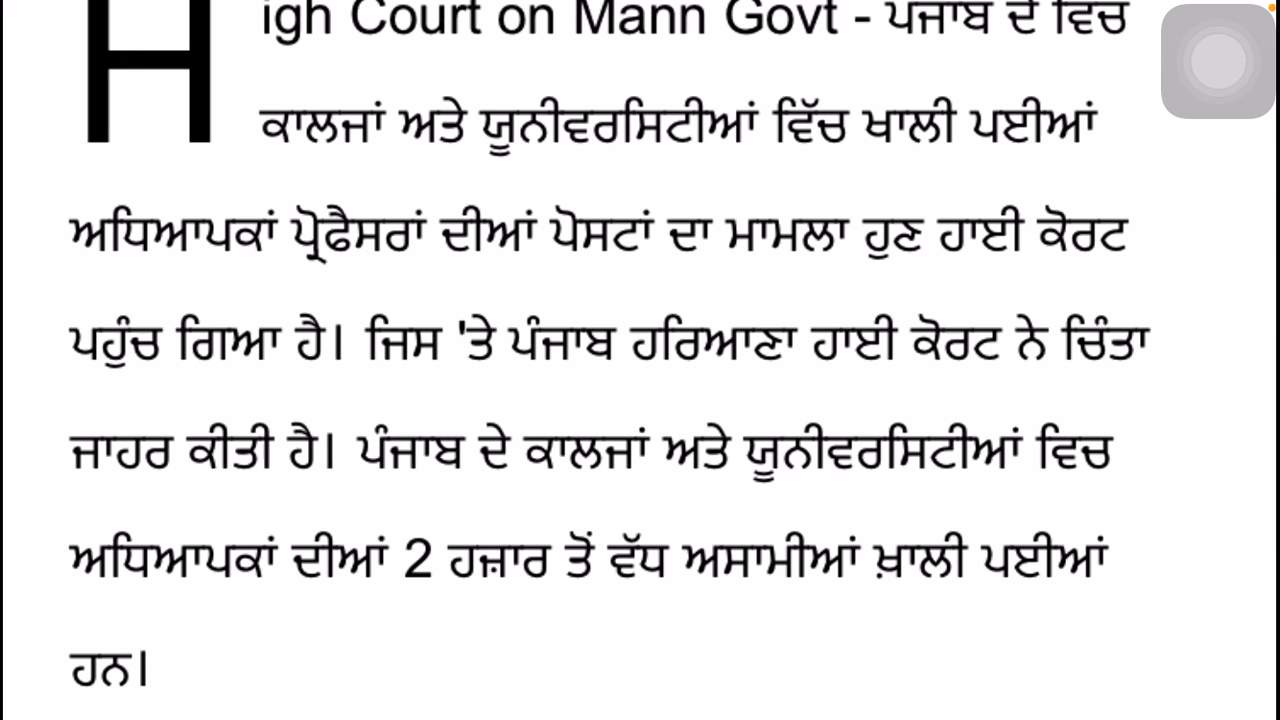 High Court on Mann Govt - ਪੰਜਾਬ ਦੇ ਵਿਚ
ਕਾਲਜਾਂ ਅਤੇ ਯੂਨੀਵਰਸਿਟੀਆਂ ਵਿੱਚ ਖਾਲੀ ਪਈਆਂ
ਅਧਿਆਪਕਾਂ ਪ੍ਰੋਫੈਸਰਾਂ ਦੀਆਂ ਪੋਸਟਾਂ ਦਾ ਮਾਮਲਾ ਹੁਣ ਹਾਈ ਕੋਰਟ
ਪਹੁੰਚ ਗਿਆ ਹੈ। ਜਿਸ 'ਤੇ ਪੰਜਾਬ ਹਰਿਆਣਾ ਹਾਈ ਕੋਰਟ ਨੇ ਚਿੰਤਾ
ਜਾਹਰ ਕੀਤੀ ਹੈ। ਪੰਜਾਬ ਦੇ ਕਾਲਜਾਂ ਅਤੇ ਯੂਨੀਵਰਸਿਟੀਆਂ ਵਿਚ
ਅਧਿਆਪਕਾਂ ਦੀਆਂ 2 ਹਜ਼ਾਰ ਤੋਂ ਵੱਧ ਅਸਾਮੀਆਂ ਖ਼ਾਲੀ ਪਈਆਂ
ਹਨ।